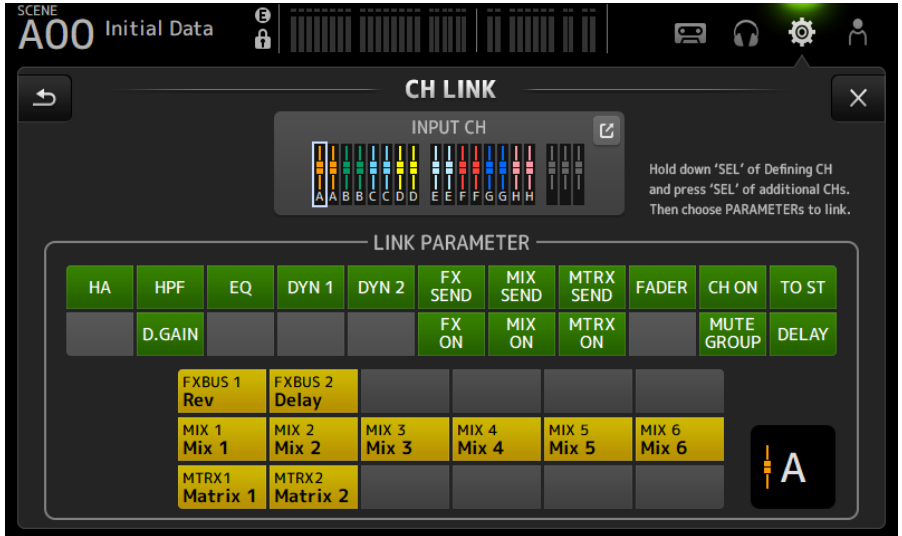 SCENE
A00 Initial Data
E
CH LINK
INPUT CH
A A B B C C D D E E F F G G H H
Hold down ‘SEL’ of Defining CH
and press ‘SEL’ of additional CHs.
Then choose PARAMETERs to link.
LINK PARAMETER
HA HPF EQ DYN 1 DYN 2 FX SEND MIX SEND MTRX SEND FADER CH ON TO ST
D.GAIN FX ON MIX ON MTRX ON MUTE GROUP DELAY
FXBUS 1 FXBUS 2
Rev Delay
MIX 1 MIX 2 MIX 3 MIX 4 MIX 5 MIX 6
Mix 1 Mix 2 Mix 3 Mix 4 Mix 5 Mix 6
MTRX1 MTRX2
Matrix 1 Matrix 2
A